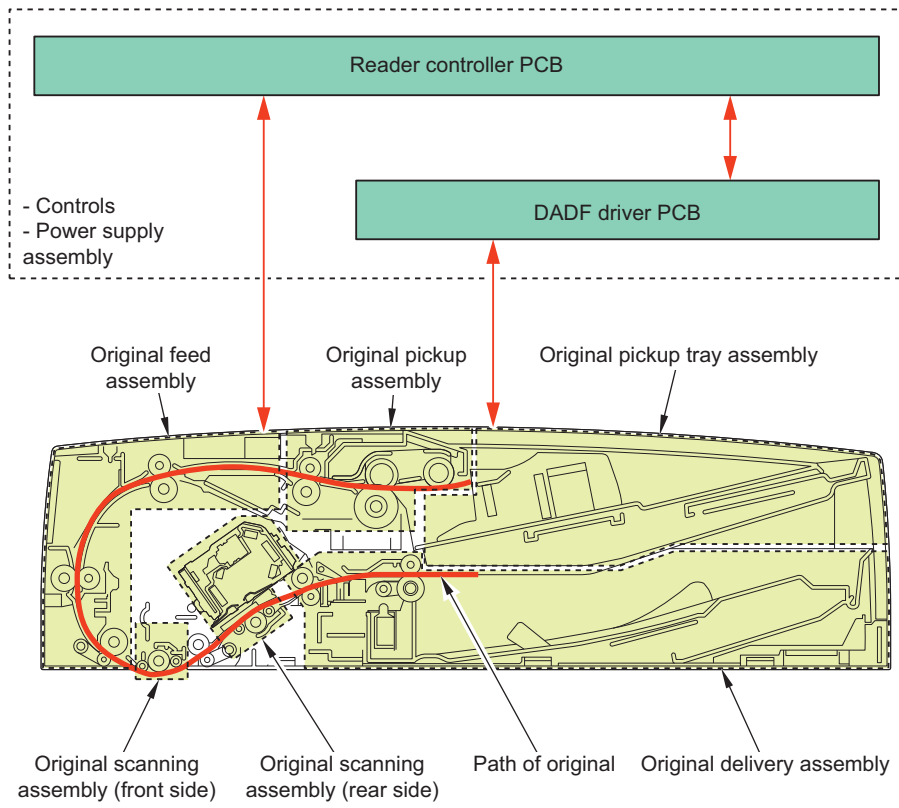 Reader controller PCB
DADF driver PCB
- Controls
- Power supply
assembly
Original feed
assembly
Original pickup
assembly
Original pickup tray assembly
Original scanning
assembly (front side)
Original scanning
assembly (rear side)
Path of original
Original delivery assembly